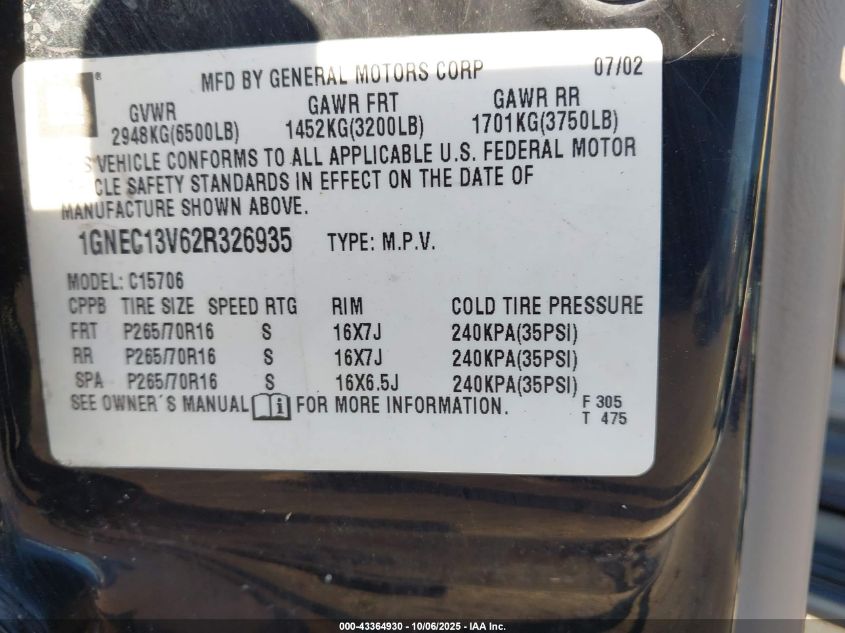 ®
MFD BY GENERAL MOTORS CORP 07/02
GVWR GAWR FRT GAWR RR
2948KG(6500LB) 1452KG(3200LB) 1701KG(3750LB)
VEHICLE CONFORMS TO ALL APPLICABLE U.S. FEDERAL MOTOR
SAFETY STANDARDS IN EFFECT ON THE DATE OF
MANUFACTURE SHOWN ABOVE.
1GNEC13V62R326935 TYPE: M.P.V.
MODEL: C15706
CPPB TIRE SIZE SPEED RTG RIM COLD TIRE PRESSURE
FRT P265/70R16 S 16X7J 240KPA(35PSI)
RR P265/70R16 S 16X7J 240KPA(35PSI)
SPA P265/70R16 S 16X6.5J 240KPA(35PSI)
SEE OWNER´S MANUAL i FOR MORE INFORMATION. F 305
T 475
000-43364930 - 10/06/2025 - IAA Inc.